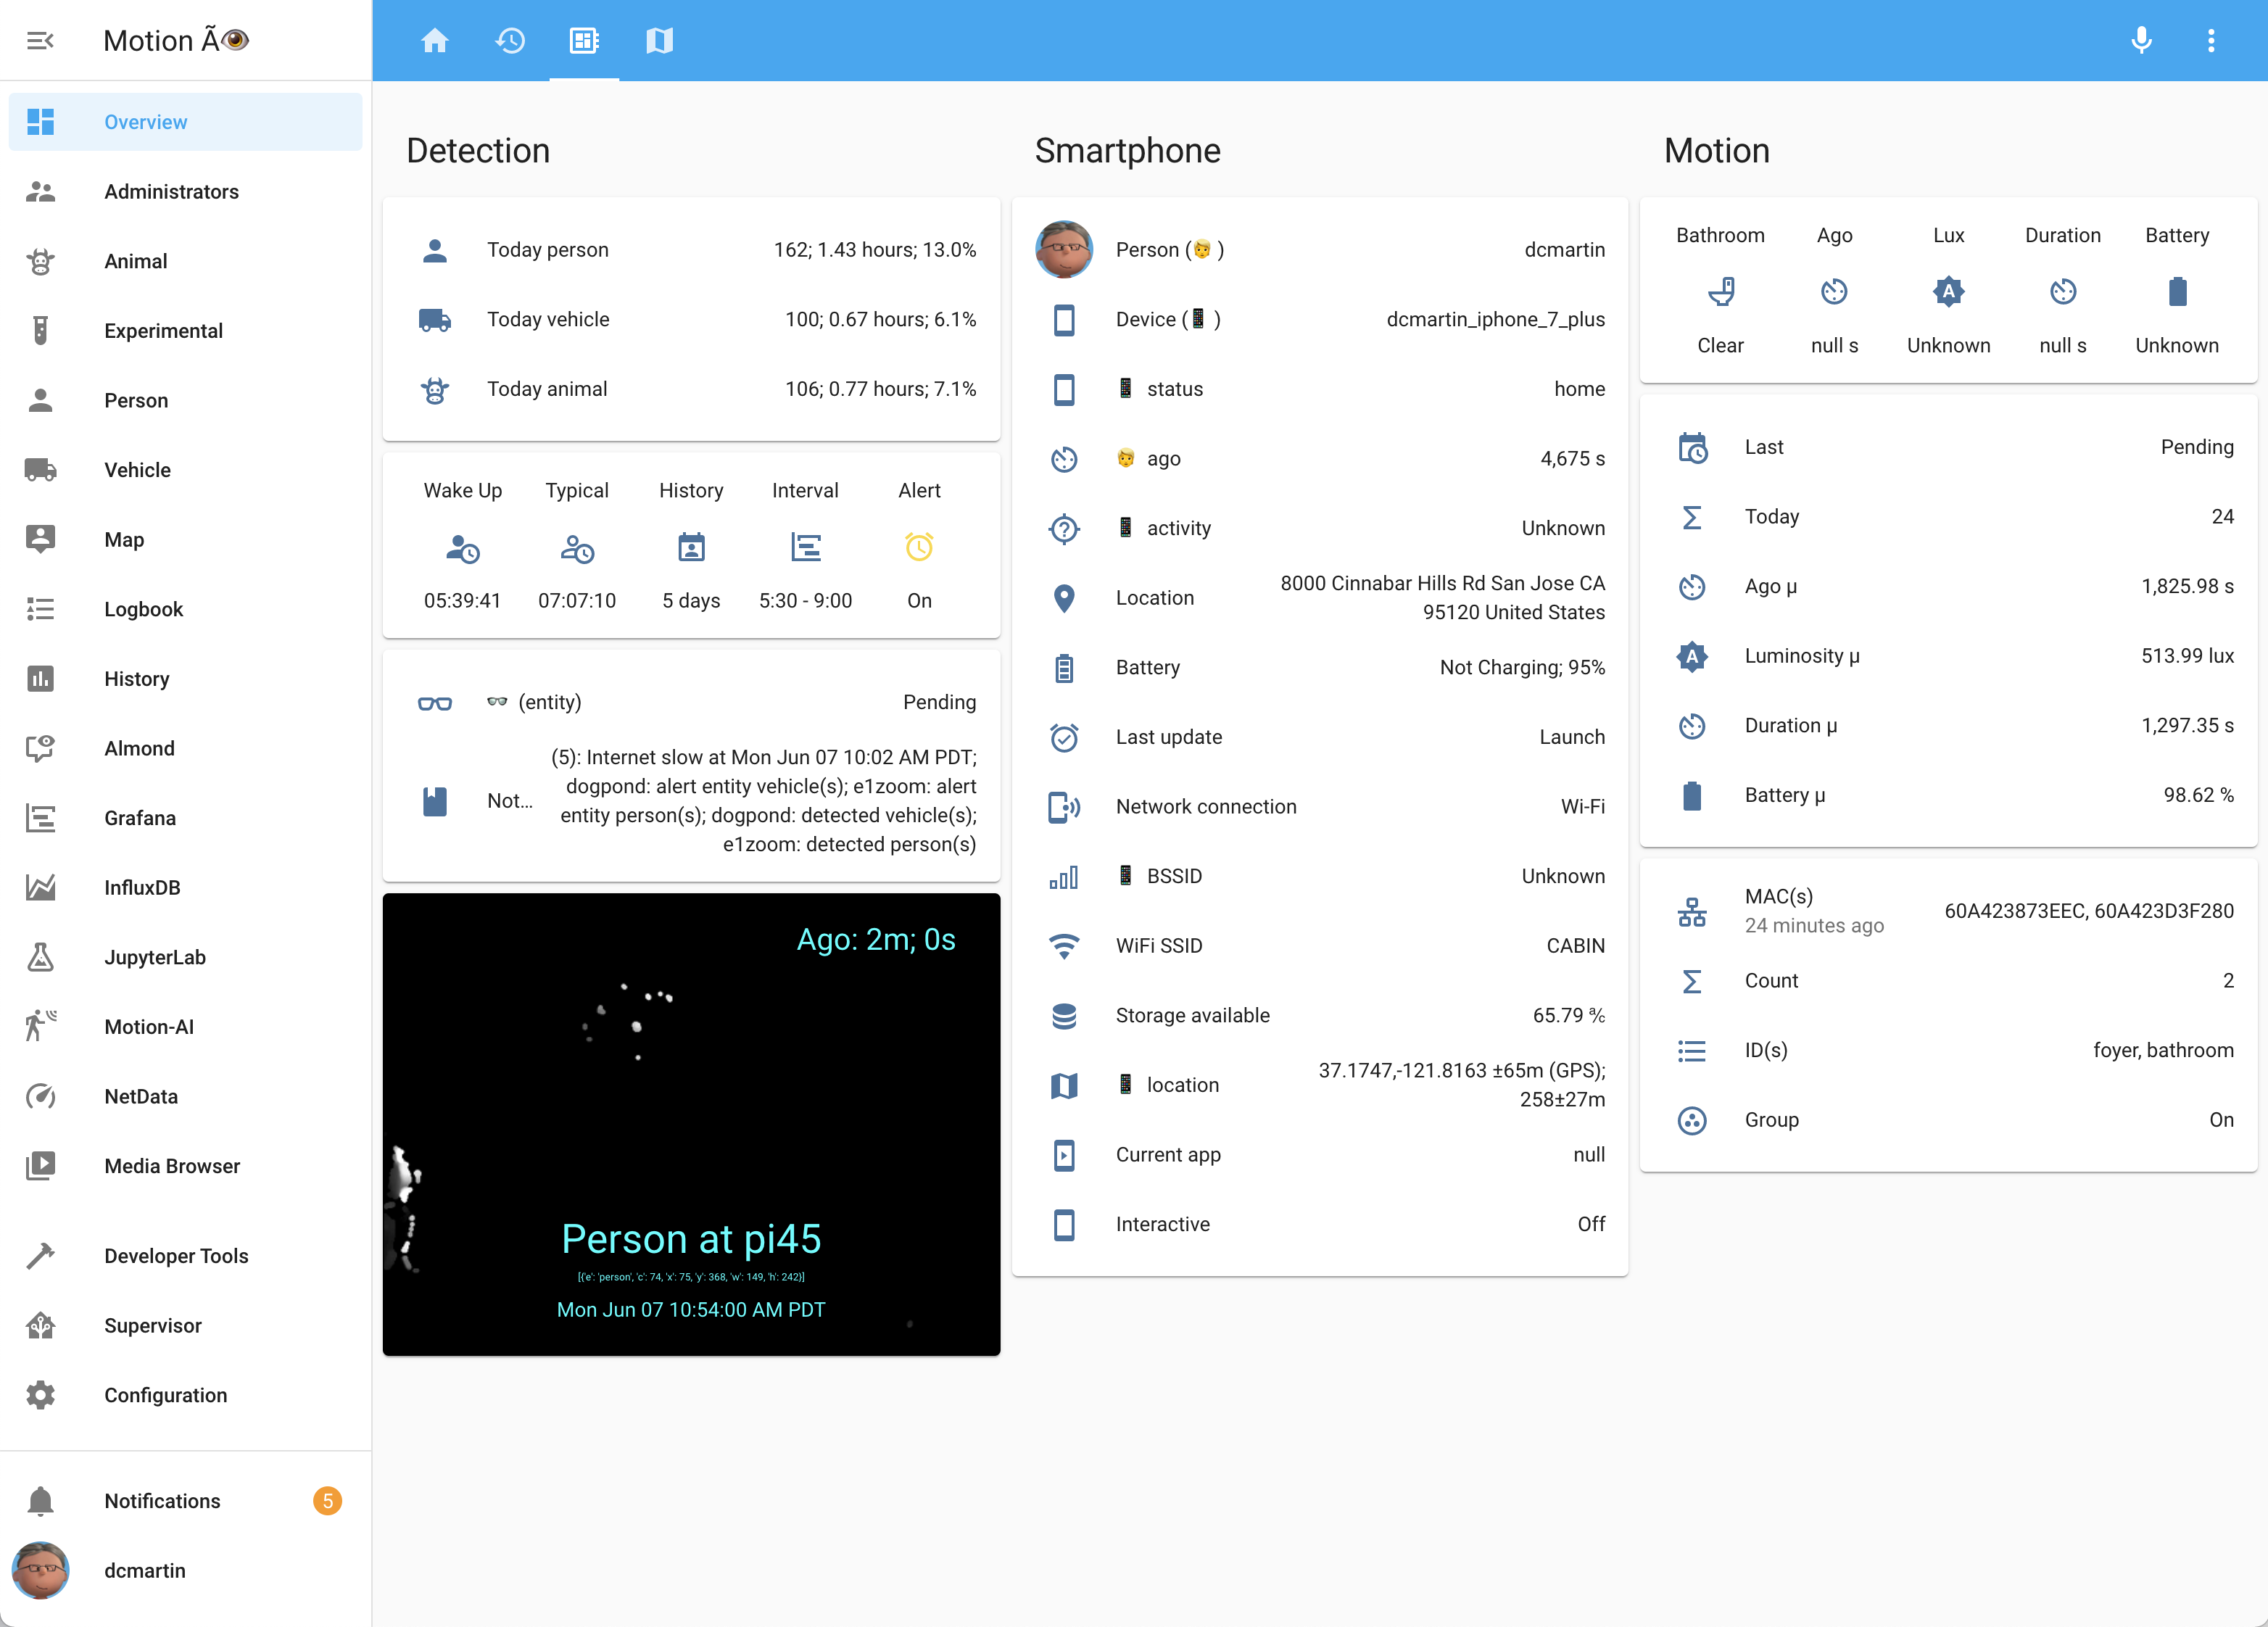 Motion Ã👁
Overview
Administrators
Animal
Experimental
Person
Vehicle
Map
Logbook
History
Almond
Grafana
InfluxDB
JupyterLab
Motion-AI
NetData
Media Browser
Developer Tools
Supervisor
Configuration
Notifications 5
dcmartin
Detection
Today person 162; 1.43 hours; 13.0%
Today vehicle 100; 0.67 hours; 6.1%
Today animal 106; 0.77 hours; 7.1%
Wake Up Typical History Interval Alert
05:39:41 07:07:10 5 days 5:30 - 9:00 On
👓 (entity) Pending
Not...
(5): Internet slow at Mon Jun 07 10:02 AM PDT;
dogpond: alert entity vehicle(s); e1zoom: alert
entity person(s); dogpond: detected vehicle(s);
e1zoom: detected person(s)
Ago: 2m; 0s
Person at pi45
[{'e': 'person', 'c': 74, 'x': 75, 'y': 368, 'w': 149, 'h': 242}]
Mon Jun 07 10:54:00 AM PDT
Smartphone
Person (👨) dcmartin
Device (📱) dcmartin_iphone_7_plus
📱 status home
👨 ago 4,675 s
📱 activity Unknown
Location 8000 Cinnabar Hills Rd San Jose CA
95120 United States
Battery Not Charging; 95%
Last update Launch
Network connection Wi-Fi
📱 BSSID Unknown
WiFi SSID CABIN
Storage available 65.79 ℀
📱 location 37.1747,-121.8163 ±65m (GPS);
258±27m
Current app null
Interactive Off
Motion
Bathroom Ago Lux Duration Battery
Clear null s Unknown null s Unknown
Last Pending
Today 24
Ago µ 1,825.98 s
Luminosity µ 513.99 lux
Duration µ 1,297.35 s
Battery µ 98.62 %
MAC(s) 60A423873EEC, 60A423D3F280
24 minutes ago
Count 2
ID(s) foyer, bathroom
Group On